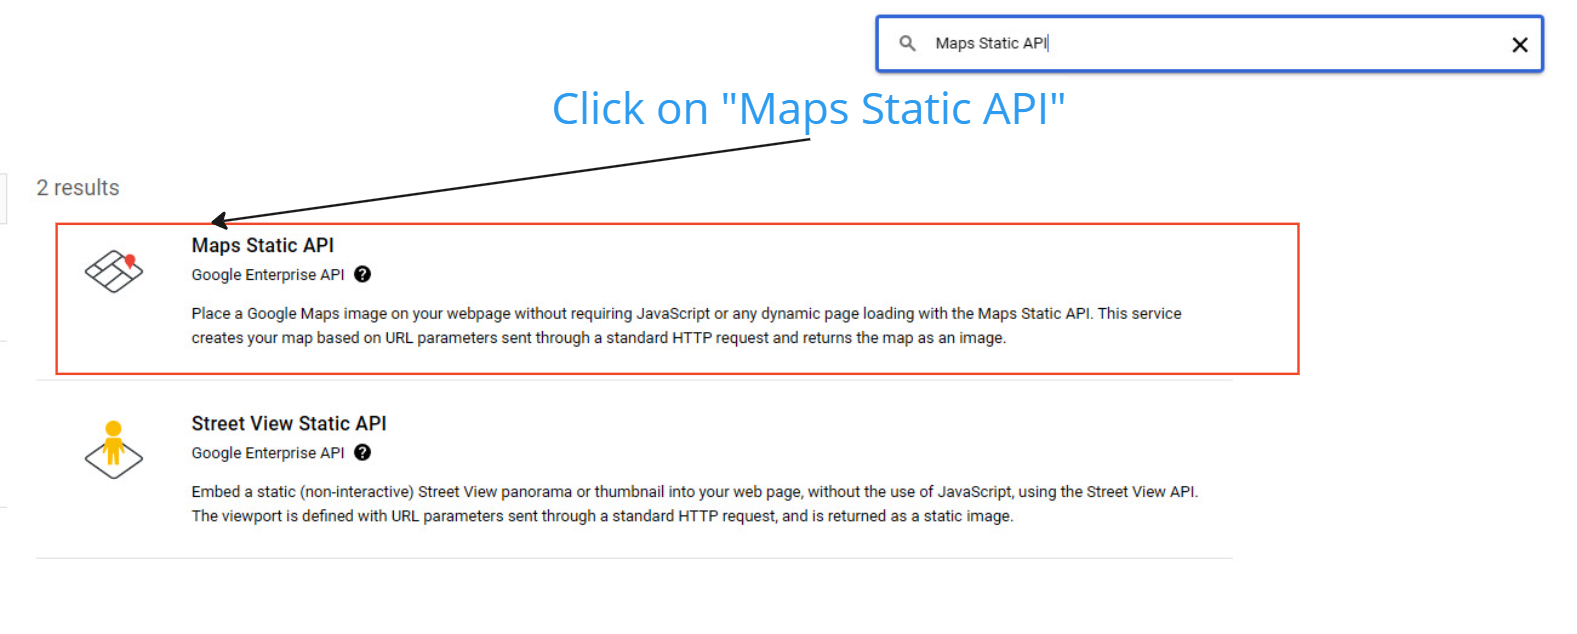 Maps Static API
Click on "Maps Static API"
2 results
Maps Static API
Google Enterprise API
Place a Google Maps image on your webpage without requiring JavaScript or any dynamic page loading with the Maps Static API. This service
creates your map based on URL parameters sent through a standard HTTP request and returns the map as an image.
Street View Static API
Google Enterprise API
Embed a static (non-interactive) Street View panorama or thumbnail into your web page, without the use of JavaScript, using the Street View API.
The viewport is defined with URL parameters sent through a standard HTTP request, and is returned as a static image.